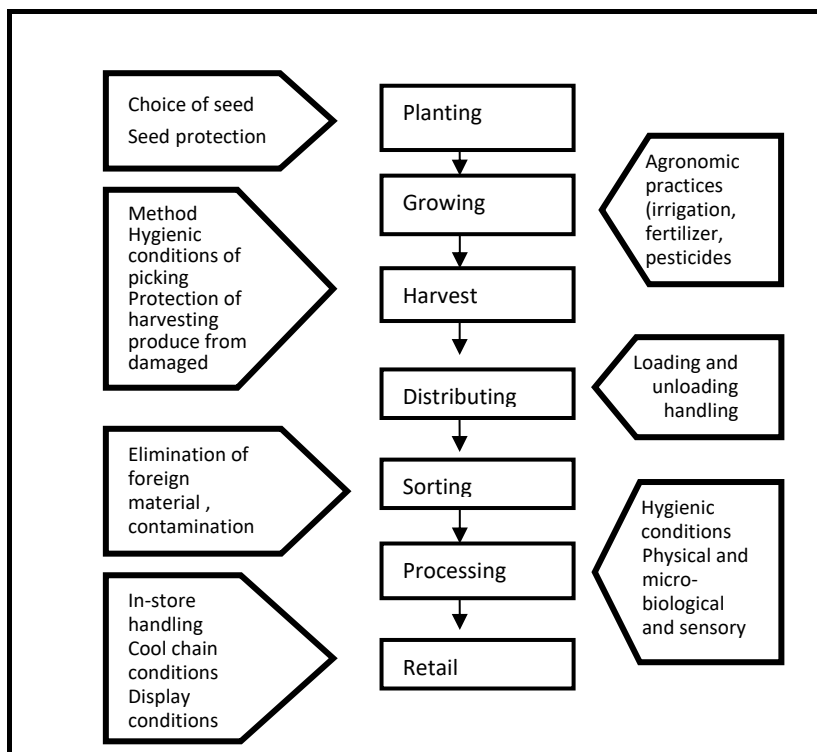 Choice of seed
Seed protection
Planting
Agronomic
practices
(irrigation,
fertilizer,
pesticides
Growing
Method
Hygienic
conditions of
picking
Protection of
harvesting
produce from
damaged
Harvest
Distributing
Loading and
unloading
handling
Elimination of
foreign
material ,
contamination
Sorting
Hygienic
conditions
Physical and
micro-
biological
and sensory
Processing
In-store
handling
Cool chain
conditions
Display
conditions
Retail